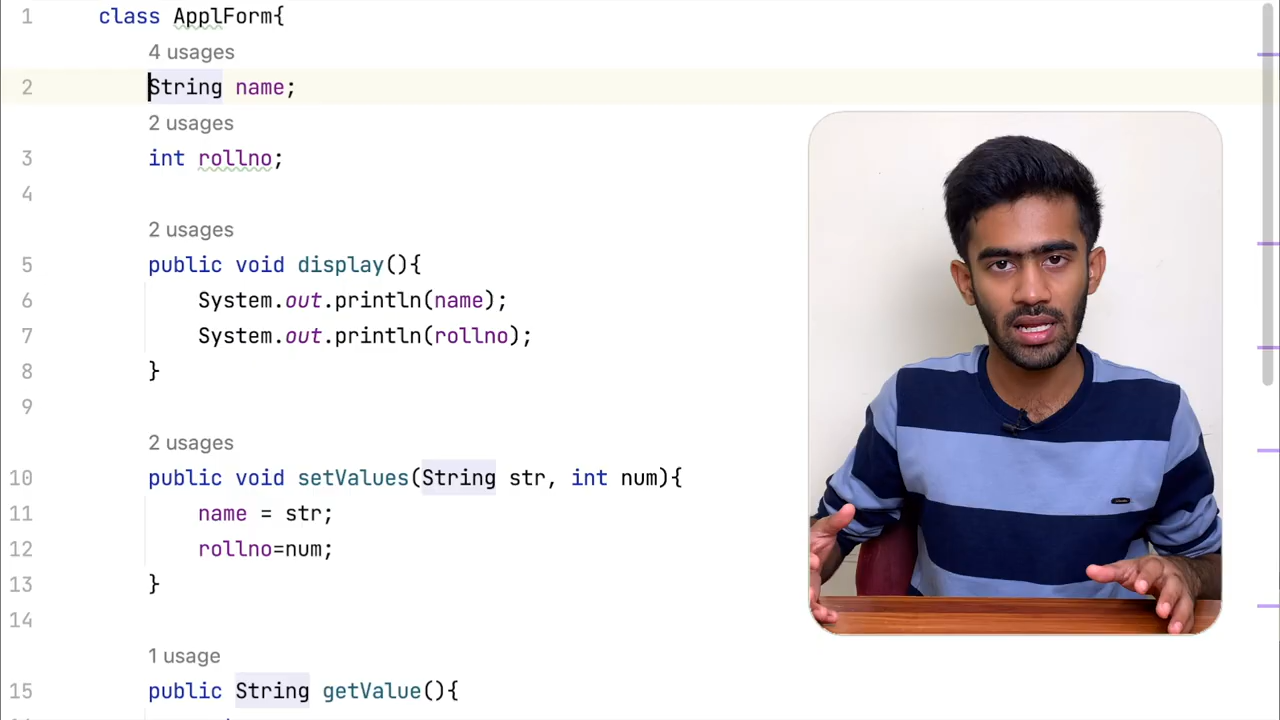 1 class ApplForm{
4 usages
2 String name;
2 usages
3 int rollno;
4
2 usages
5 public void display(){
6 System.out.println(name);
7 System.out.println(rollno);
8 }
9
2 usages
10 public void setValues(String str, int num){
11 name = str;
12 rollno=num;
13 }
14
1 usage
15 public String getValue(){